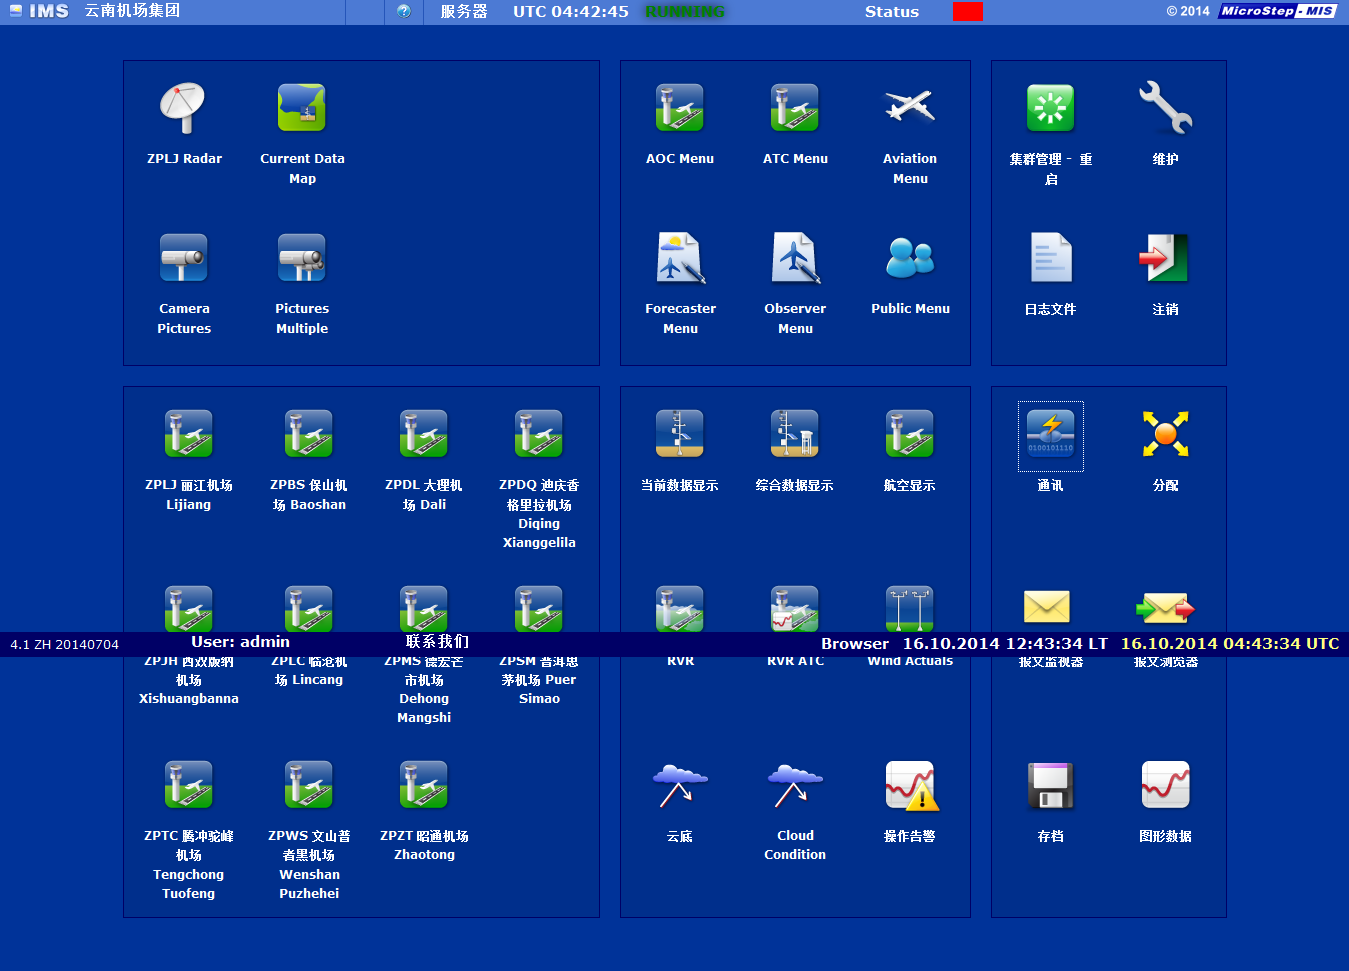 IMS 云南机场集团 服务器 UTC 04:42:45 RUNNING Status © 2014 MicroStep - MIS
ZPLJ Radar
Current Data
Map
Camera
Pictures
Pictures
Multiple
AOC Menu
ATC Menu
Aviation
Menu
Forecaster
Menu
Observer
Menu
Public Menu
集群管理 - 重
启
维护
日志文件
注销
ZPLJ 丽江机场
Lijiang
ZPBS 保山机
场 Baoshan
ZPDL 大理机
场 Dali
ZPDQ 迪庆香
格里拉机场
Diqing
Xianggelila
当前数据显示
综合数据显示
航空显示
0100101110
通讯
分配
4.1 ZH 20140704 User: admin 联系我们 Browser 16.10.2014 12:43:34 LT 16.10.2014 04:43:34 UTC
ZPJH 西双版纳
机场
Xishuangbanna
ZPLC 临沧机
场 Lincang
ZPMS 德宏芒
市机场
Dehong
Mangshi
ZPSM 普洱思
茅机场 Puer
Simao
RVR
RVR ATC
Wind Actuals
报文监视器
报文浏览器
ZPTC 腾冲驼峰
机场
Tengchong
Tuofeng
ZPWS 文山普
者黑机场
Wenshan
Puzhehei
ZPZT 昭通机场
Zhaotong
云底
Cloud
Condition
操作告警
存档
图形数据